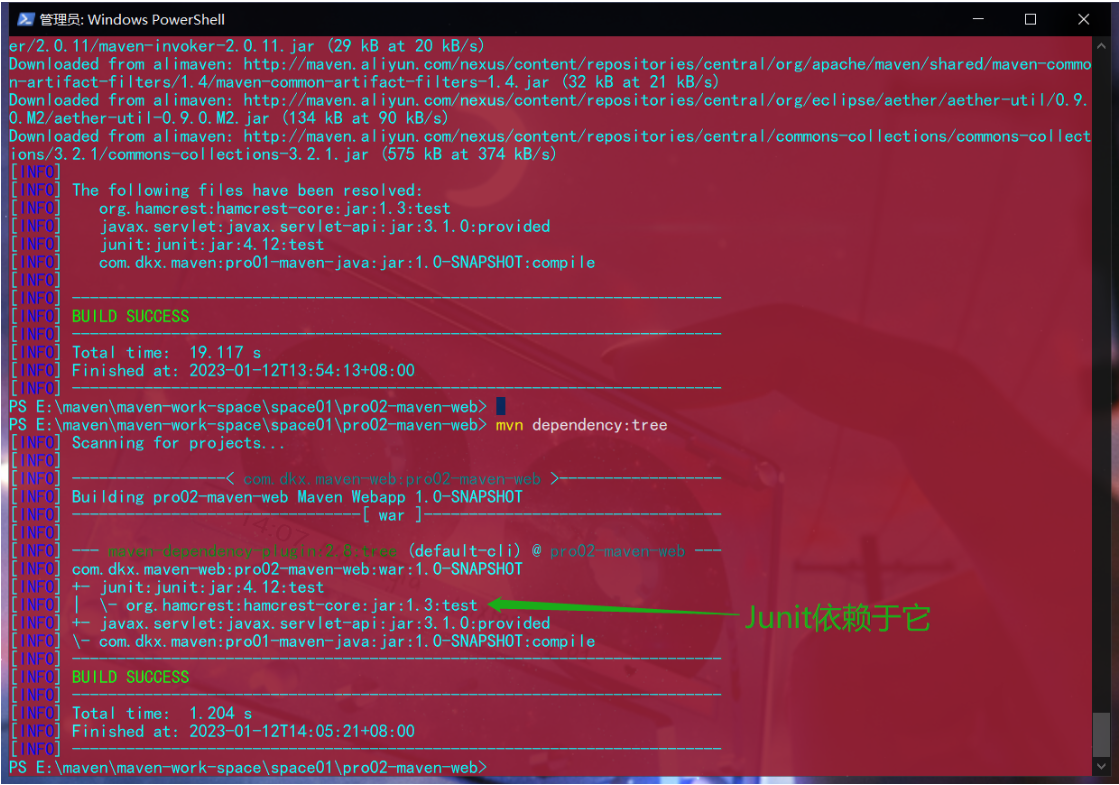 管理员: Windows PowerShell
er/2.0.11/maven-invoker-2.0.11.jar (29 kB at 20 kB/s)
Downloaded from alimaven: http://maven.aliyun.com/nexus/content/repositories/central/org/apache/maven/shared/maven-commo
n-artifact-filters/1.4/maven-common-artifact-filters-1.4.jar (32 kB at 21 kB/s)
Downloaded from alimaven: http://maven.aliyun.com/nexus/content/repositories/central/org/eclipse/aether/aether-util/0.9.
0.M2/aether-util-0.9.0.M2.jar (134 kB at 90 kB/s)
Downloaded from alimaven: http://maven.aliyun.com/nexus/content/repositories/central/commons-collections/commons-collect
ions/3.2.1/commons-collections-3.2.1.jar (575 kB at 374 kB/s)
[INFO]
[INFO] The following files have been resolved:
[INFO]    org.hamcrest:hamcrest-core:jar:1.3:test
[INFO]    javax.servlet:javax.servlet-api:jar:3.1.0:provided
[INFO]    junit:junit:jar:4.12:test
[INFO]    com.dkx.maven:pro01-maven-java:jar:1.0-SNAPSHOT:compile
[INFO]
[INFO] ------------------------------------------------------------------------
[INFO] BUILD SUCCESS
[INFO] ------------------------------------------------------------------------
[INFO] Total time:  19.117 s
[INFO] Finished at: 2023-01-12T13:54:13+08:00
[INFO] ------------------------------------------------------------------------
PS E:\maven\maven-work-space\space01\pro02-maven-web>
PS E:\maven\maven-work-space\space01\pro02-maven-web> mvn dependency:tree
[INFO] Scanning for projects...
[INFO]
[INFO] -----------------< com.dkx.maven-web:pro02-maven-web >------------------
[INFO] Building pro02-maven-web Maven Webapp 1.0-SNAPSHOT
[INFO] --------------------------------[ war ]---------------------------------
[INFO]
[INFO] --- maven-dependency-plugin:2.8:tree (default-cli) @ pro02-maven-web ---
[INFO] com.dkx.maven-web:pro02-maven-web:war:1.0-SNAPSHOT
[INFO] +- junit:junit:jar:4.12:test
[INFO] |  \- org.hamcrest:hamcrest-core:jar:1.3:test
Junit依赖于它
[INFO] +- javax.servlet:javax.servlet-api:jar:3.1.0:provided
[INFO] \- com.dkx.maven:pro01-maven-java:jar:1.0-SNAPSHOT:compile
[INFO] ------------------------------------------------------------------------
[INFO] BUILD SUCCESS
[INFO] ------------------------------------------------------------------------
[INFO] Total time:  1.204 s
[INFO] Finished at: 2023-01-12T14:05:21+08:00
[INFO] ------------------------------------------------------------------------
PS E:\maven\maven-work-space\space01\pro02-maven-web>